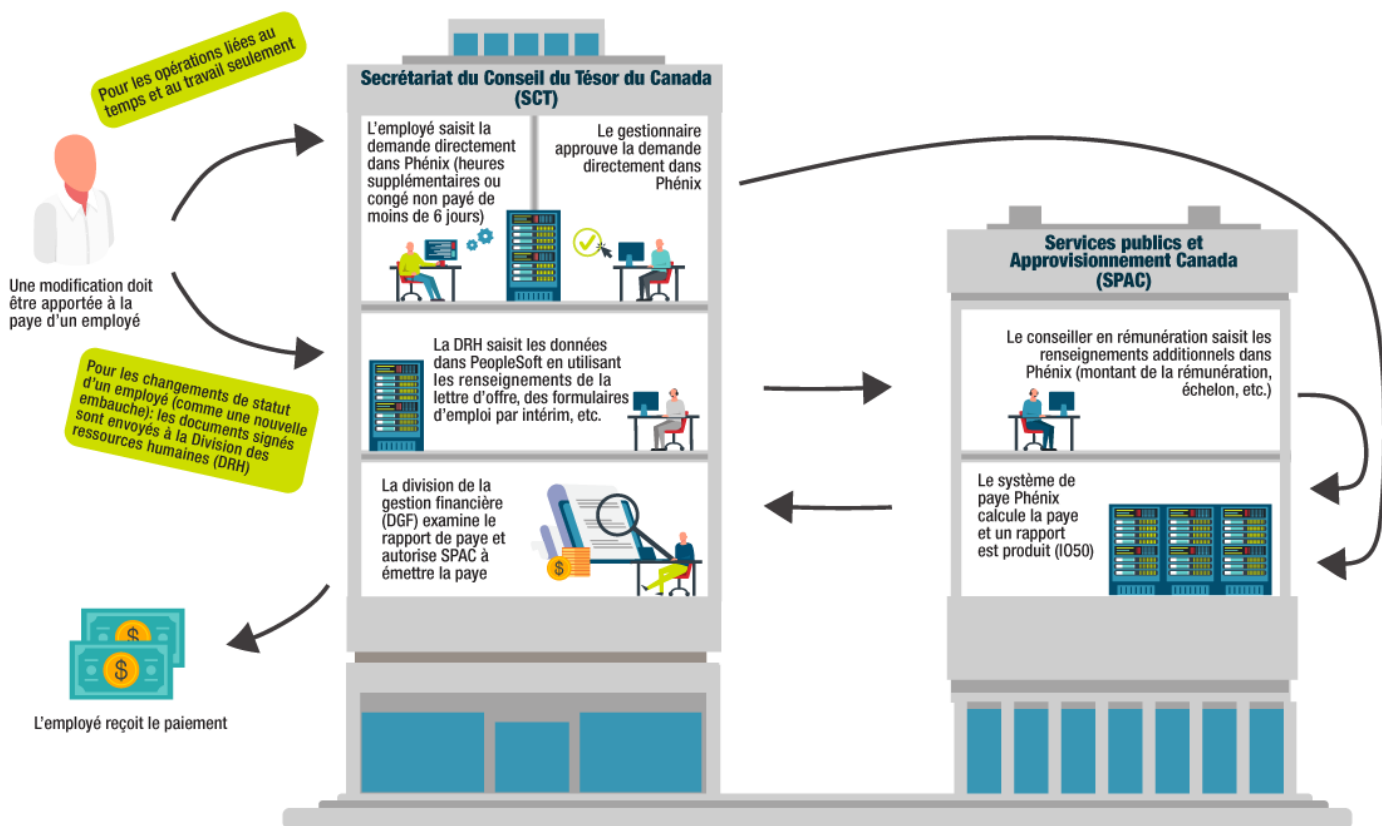 Pour les opérations liées au
temps et au travail seulement
Une modification doit
être apportée à la
paye d'un employé
Pour les changements de statut
d'un employé (comme une nouvelle
embauche): les documents signés
sont envoyés à la Division des
ressources humaines (DRH)
Secrétariat du Conseil du Tésor du Canada
(SCT)
L'employé saisit la
demande directement
dans Phénix (heures
supplémentaires ou
congé non payé de
moins de 6 jours)
Le gestionnaire
approuve la demande
directement dans
Phénix
La DRH saisit les données
dans PeopleSoft en utilisant
les renseignements de la
lettre d'offre, des formulaires
d'emploi par intérim, etc.
La division de la
gestion financière
(DGF) examine le
rapport de paye et
autorise SPAC à
émettre la paye
$
Services publics et
Approvisionnement Canada
(SPAC)
Le conseiller en rémunération saisit les
renseignements additionnels dans
Phénix (montant de la rémunération,
échelon, etc.)
Le système de
paye Phénix
calcule la paye
et un rapport
est produit (IO50)
$
$
L'employé reçoit le paiement